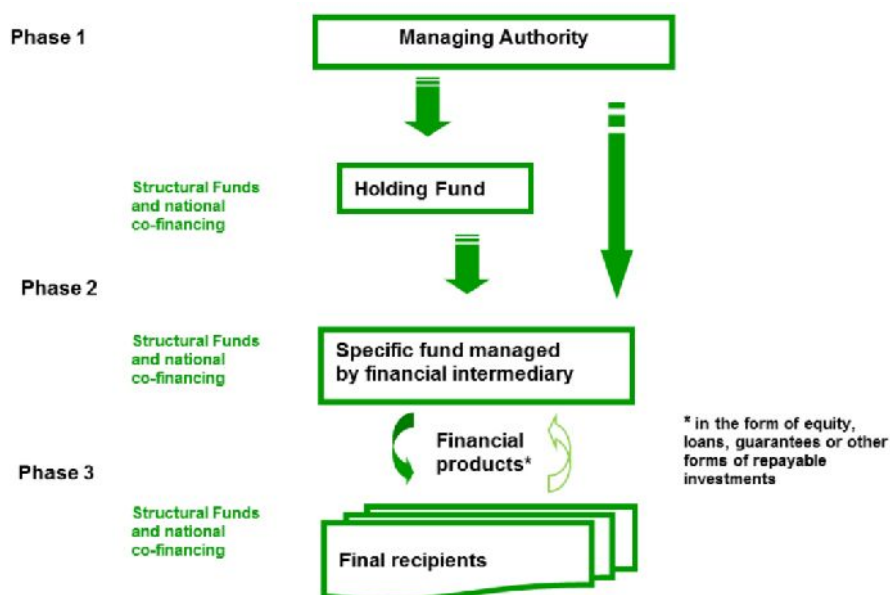 Phase 1
Managing Authority
Structural Funds
and national
co-financing
Holding Fund
Phase 2
Structural Funds
and national
co-financing
Specific fund managed
by financial intermediary
Financial
products*
* in the form of equity,
loans, guarantees or other
forms of repayable
investments
Phase 3
Structural Funds
and national
co-financing
Final recipients